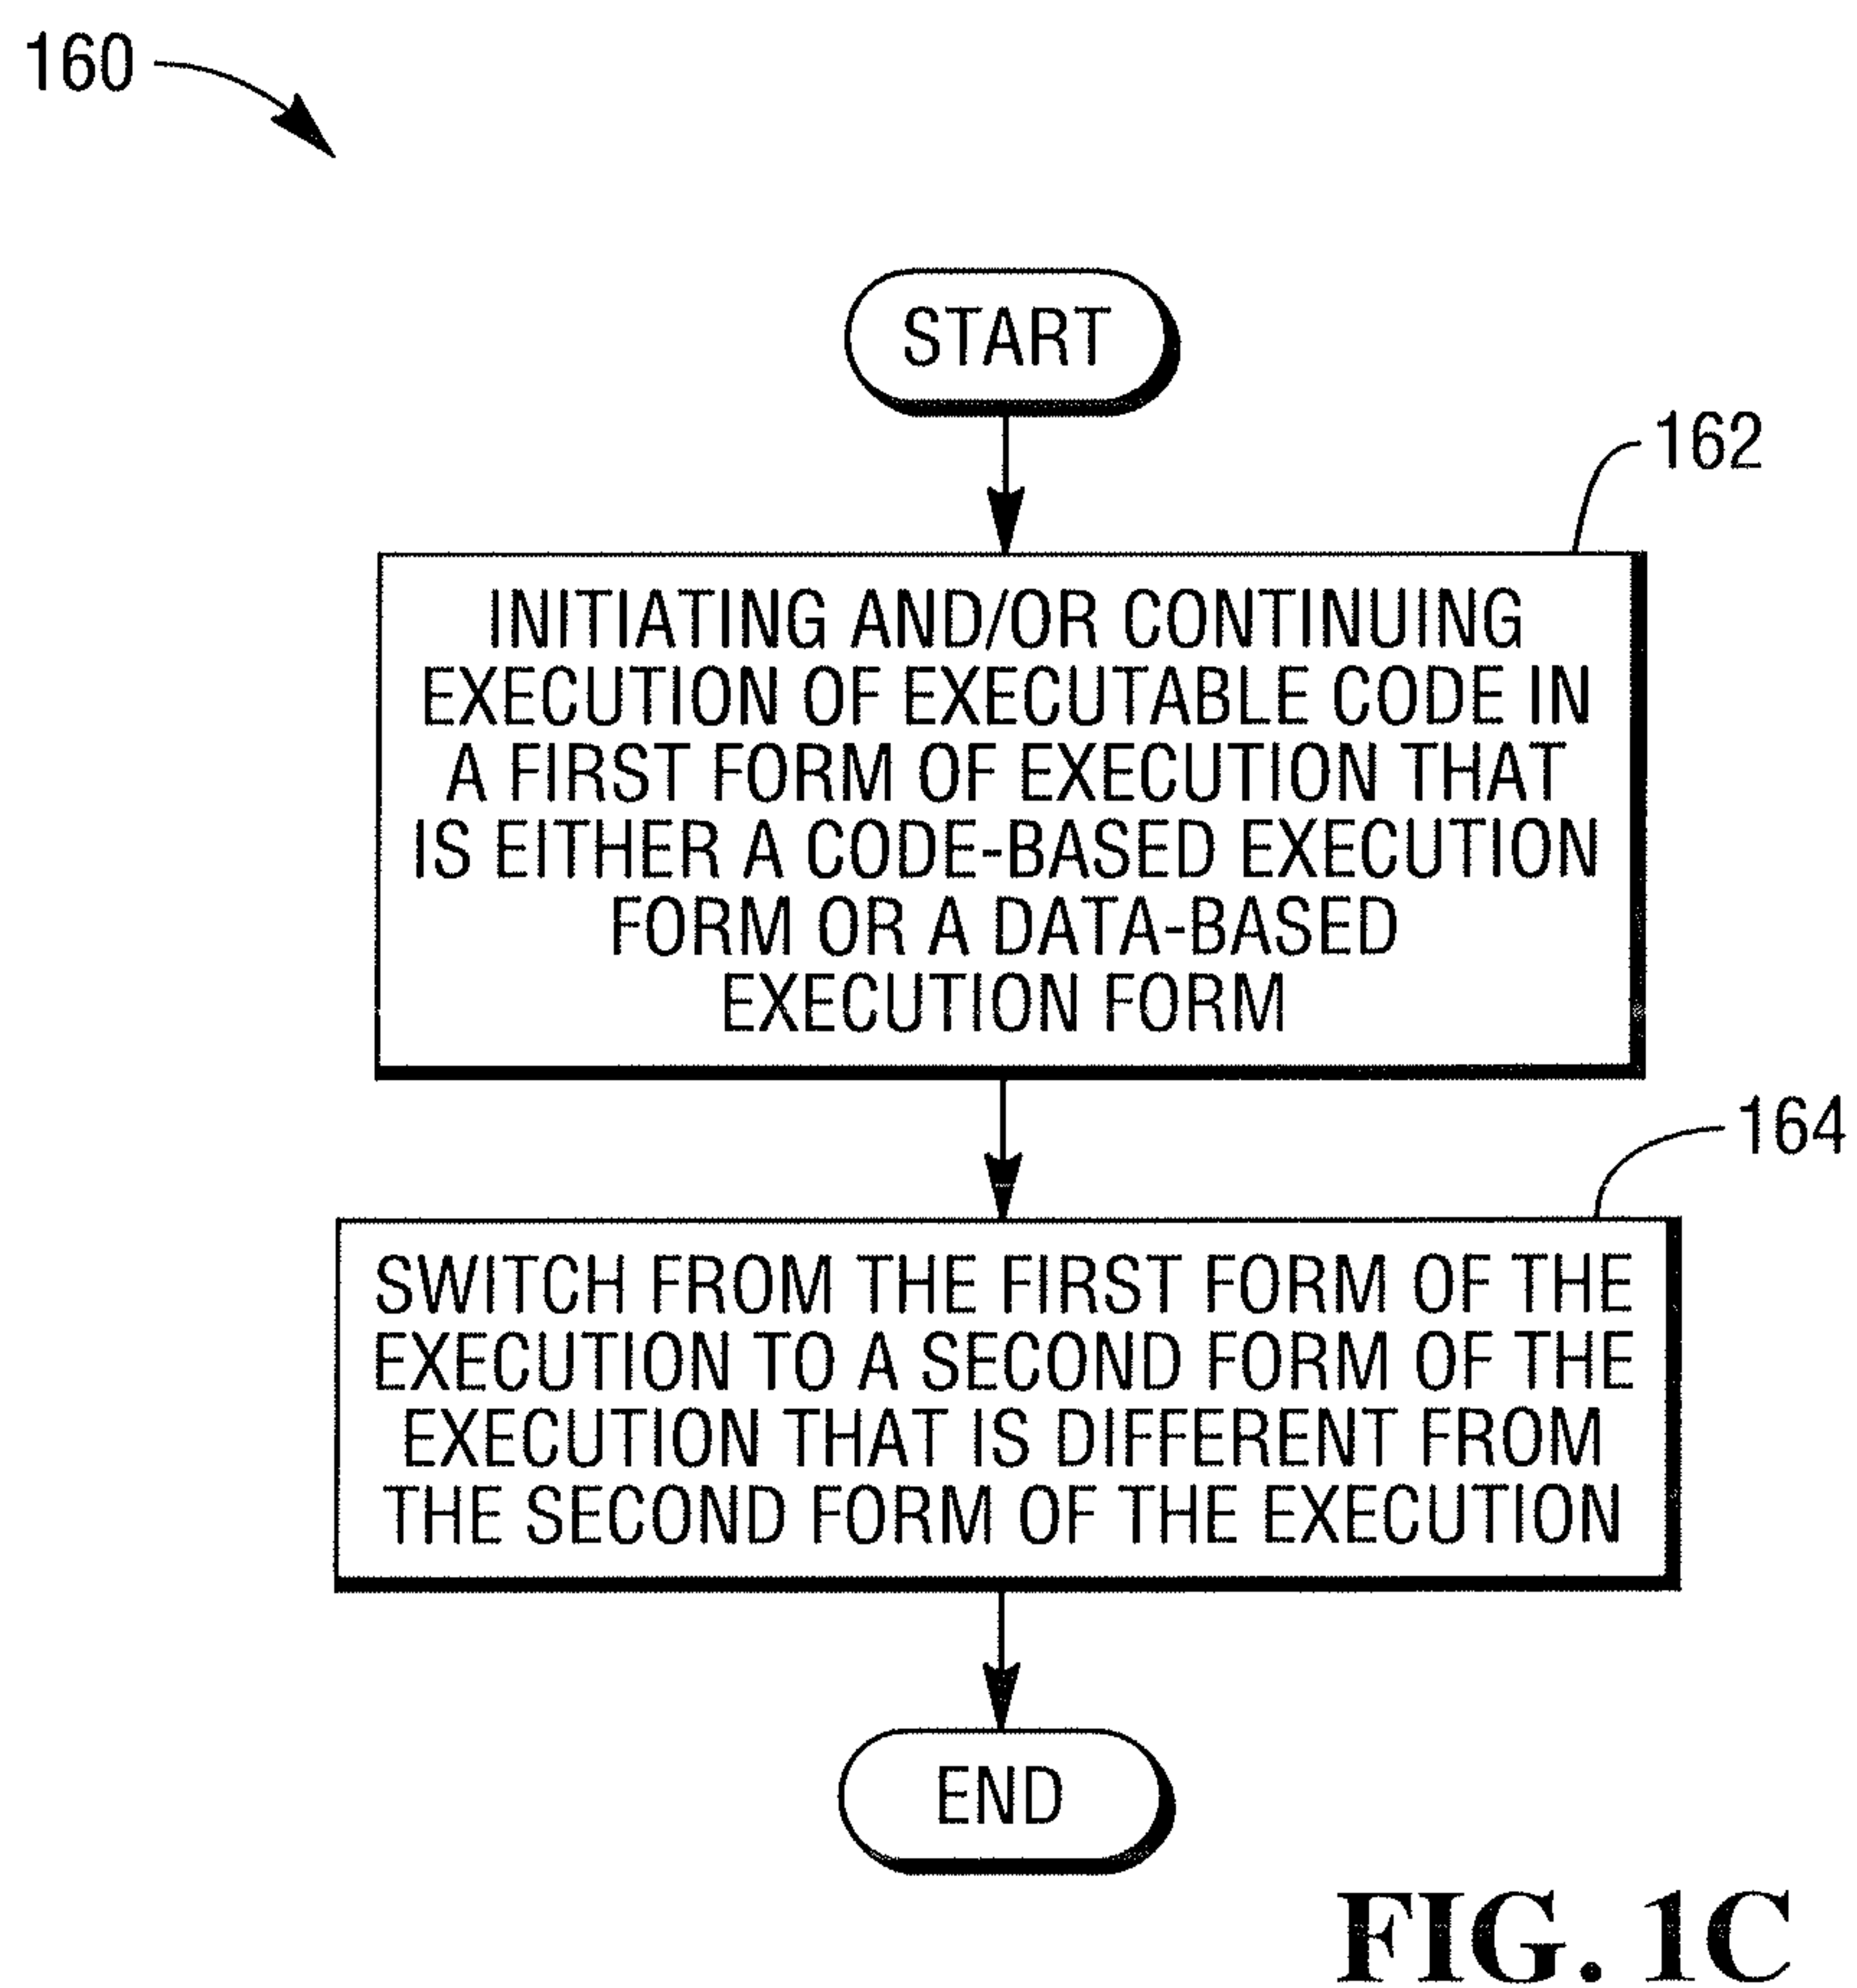 160
START
162
INITIATING AND/OR CONTINUING
EXECUTION OF EXECUTABLE CODE IN
A FIRST FORM OF EXECUTION THAT
IS EITHER A CODE-BASED EXECUTION
FORM OR A DATA-BASED
EXECUTION FORM
164
SWITCH FROM THE FIRST FORM OF THE
EXECUTION TO A SECOND FORM OF THE
EXECUTION THAT IS DIFFERENT FROM
THE SECOND FORM OF THE EXECUTION
END
FIG. 1C